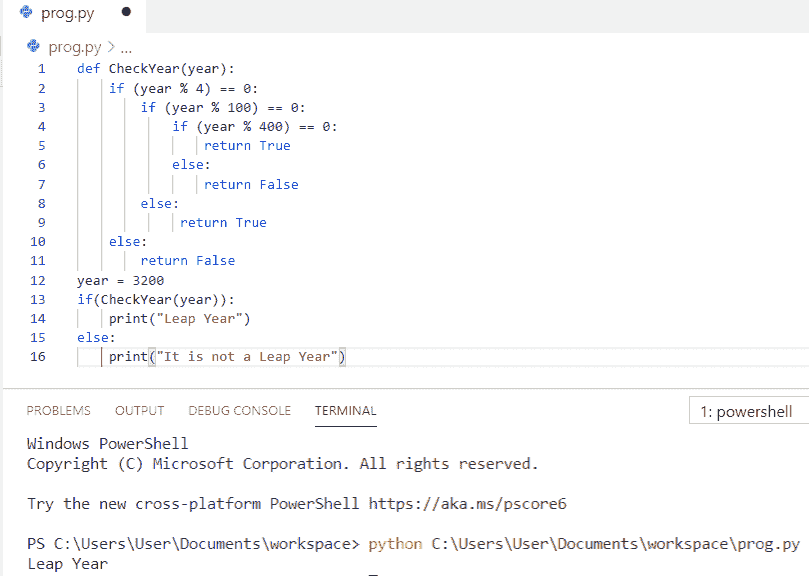 prog.py ●
prog.py > ...
1 def CheckYear(year):
2     if (year % 4) == 0:
3         if (year % 100) == 0:
4             if (year % 400) == 0:
5                 return True
6             else:
7                 return False
8         else:
9              return True
10     else:
11         return False
12 year = 3200
13 if(CheckYear(year)):
14     print("Leap Year")
15 else:
16     print("It is not a Leap Year")
PROBLEMS OUTPUT DEBUG CONSOLE TERMINAL 1: powershell
Windows PowerShell
Copyright (C) Microsoft Corporation. All rights reserved.
Try the new cross-platform PowerShell https://aka.ms/pscore6
PS C:\Users\User\Documents\workspace> python C:\Users\User\Documents\workspace\prog.py
Leap Year